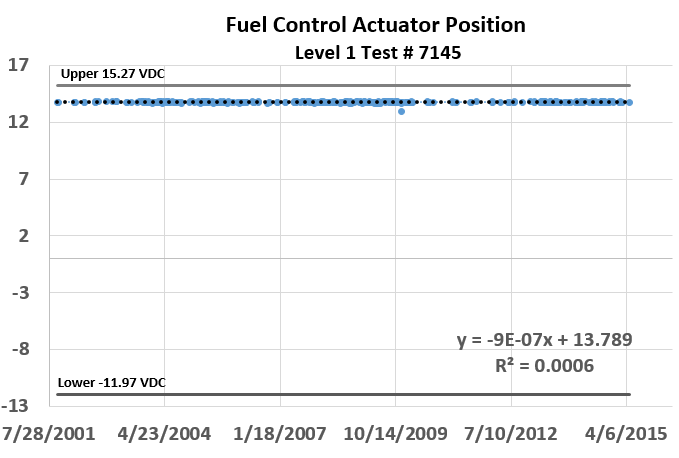 Fuel Control Actuator Position
Level 1 Test # 7145
17
Upper 15.27 VDC
12
7
2
-3
y = -9E-07x + 13.789
-8
R² = 0.0006
Lower -11.97 VDC
-13
7/28/2001 4/23/2004 1/18/2007 10/14/2009 7/10/2012 4/6/2015